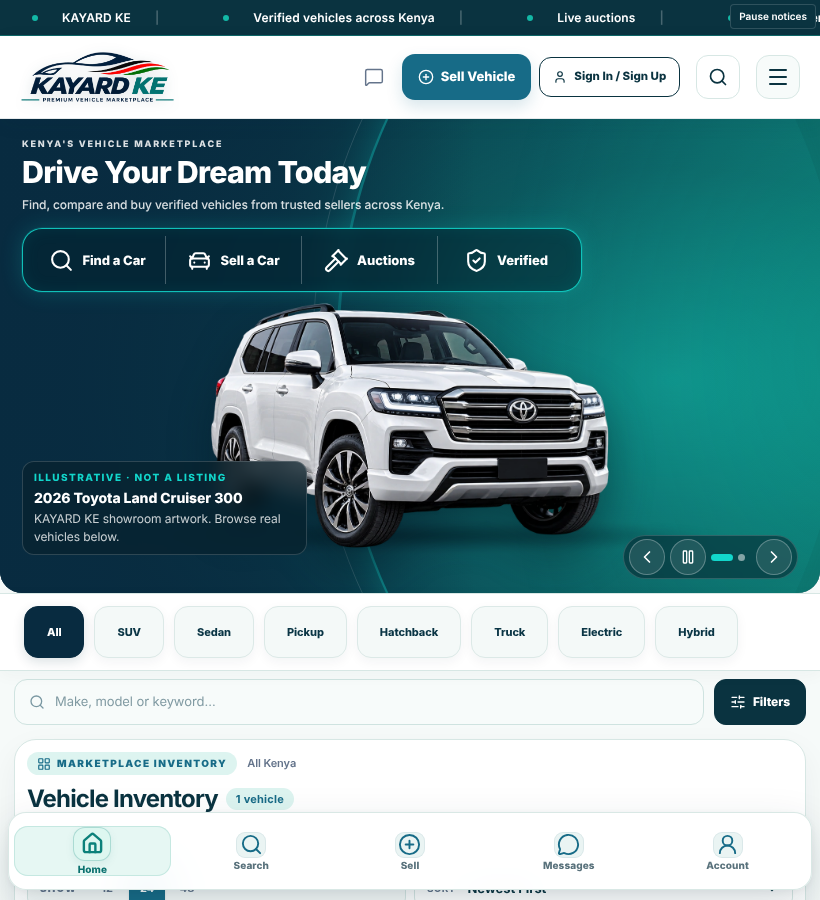 KAYARD KE
Verified vehicles across Kenya
Live auctions
Pause notices
KAYARD KE
PREMIUM VEHICLE MARKETPLACE
Sell Vehicle
Sign In / Sign Up
KENYA'S VEHICLE MARKETPLACE
Drive Your Dream Today
Find, compare and buy verified vehicles from trusted sellers across Kenya.
Find a Car
Sell a Car
Auctions
Verified
ILLUSTRATIVE · NOT A LISTING
2026 Toyota Land Cruiser 300
KAYARD KE showroom artwork. Browse real
vehicles below.
All
SUV
Sedan
Pickup
Hatchback
Truck
Electric
Hybrid
Make, model or keyword...
Filters
MARKETPLACE INVENTORY
All Kenya
Vehicle Inventory
1 vehicle
Home
Search
Sell
Messages
Account
Newest First